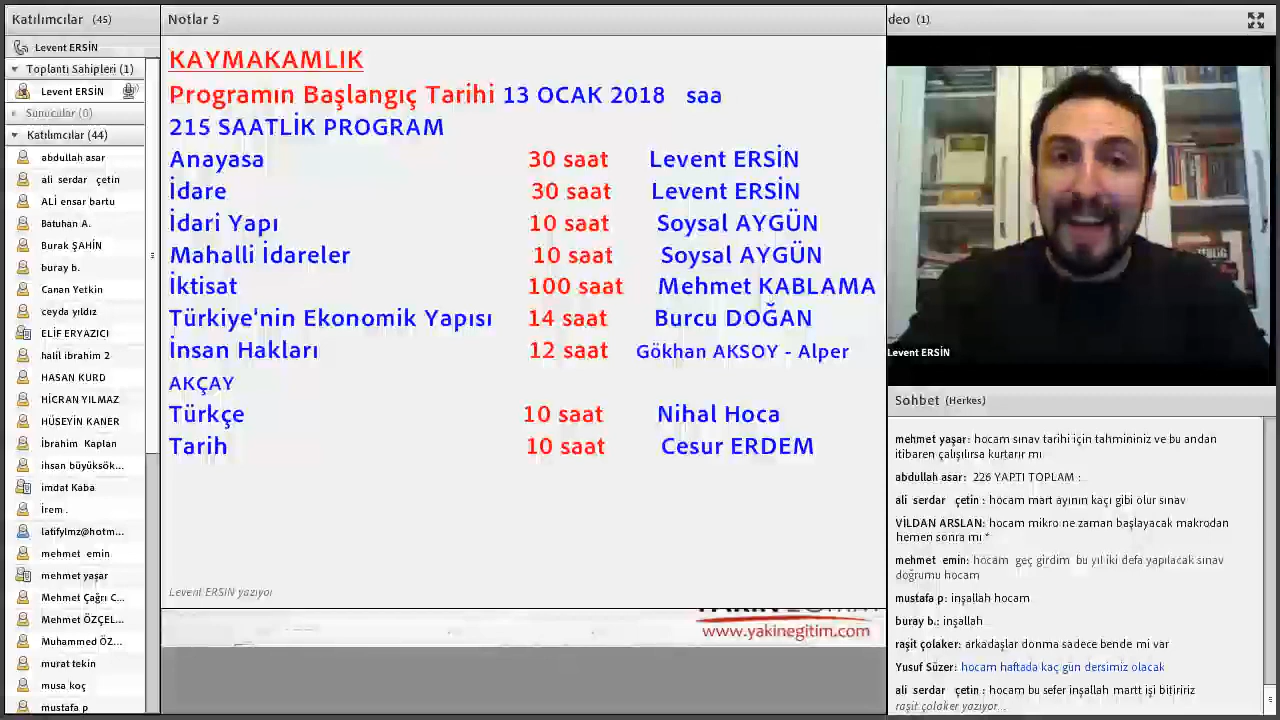 Katılımcılar (45)
Levent ERSİN
Toplantı Sahipleri (1)
Levent ERSİN
Sunucular (0)
Katılımcılar (44)
abdullah asar
ali serdar çetin
ALİ ensar bartu
Batuhan A.
Burak ŞAHİN
buray b.
Canan Yetkin
ceyda yıldız
ELİF ERYAZICI
halil ibrahim 2
HASAN KURD
HİCRAN YILMAZ
HÜSEYİN KANER
İbrahim Kaplan
ihsan büyüksök...
imdat Kaba
İrem .
latifylmz@hotm...
mehmet emin
mehmet yaşar
Mehmet Çağrı C...
Mehmet ÖZÇEL...
Muhammed ÖZ...
murat tekin
musa koç
mustafa p
Notlar 5
KAYMAKAMLIK
Programın Başlangıç Tarihi 13 OCAK 2018 saa
215 SAATLİK PROGRAM
Anayasa 30 saat Levent ERSİN
İdare 30 saat Levent ERSİN
İdari Yapı 10 saat Soysal AYGÜN
Mahalli İdareler 10 saat Soysal AYGÜN
İktisat 100 saat Mehmet KABLAMA
Türkiye'nin Ekonomik Yapısı 14 saat Burcu DOĞAN
İnsan Hakları 12 saat Gökhan AKSOY - Alper
AKÇAY
Türkçe 10 saat Nihal Hoca
Tarih 10 saat Cesur ERDEM
Levent ERSİN yazıyor
www.yakinegitim.com
deo (1)
Levent ERSİN
Sohbet (Herkes)
mehmet yaşar: hocam sınav tarihi için tahmininiz ve bu andan
itibaren çalışılırsa kurtarır mı
abdullah asar: 226 YAPTI TOPLAM :
ali serdar çetin : hocam mart ayının kaçı gibi olur sınav
VİLDAN ARSLAN: hocam mikro ne zaman başlayacak makrodan
hemen sonra mı *
mehmet emin: hocam geç girdim bu yıl iki defa yapılacak sınav
doğrumu hocam
mustafa p: inşallah hocam
buray b.: inşallah
raşit çolaker: arkadaşlar donma sadece bende mi var
Yusuf Süzer: hocam haftada kaç gün dersimiz olacak
ali serdar çetin : hocam bu sefer inşallah martt işi bitiririz
raşit çolaker yazıyor...